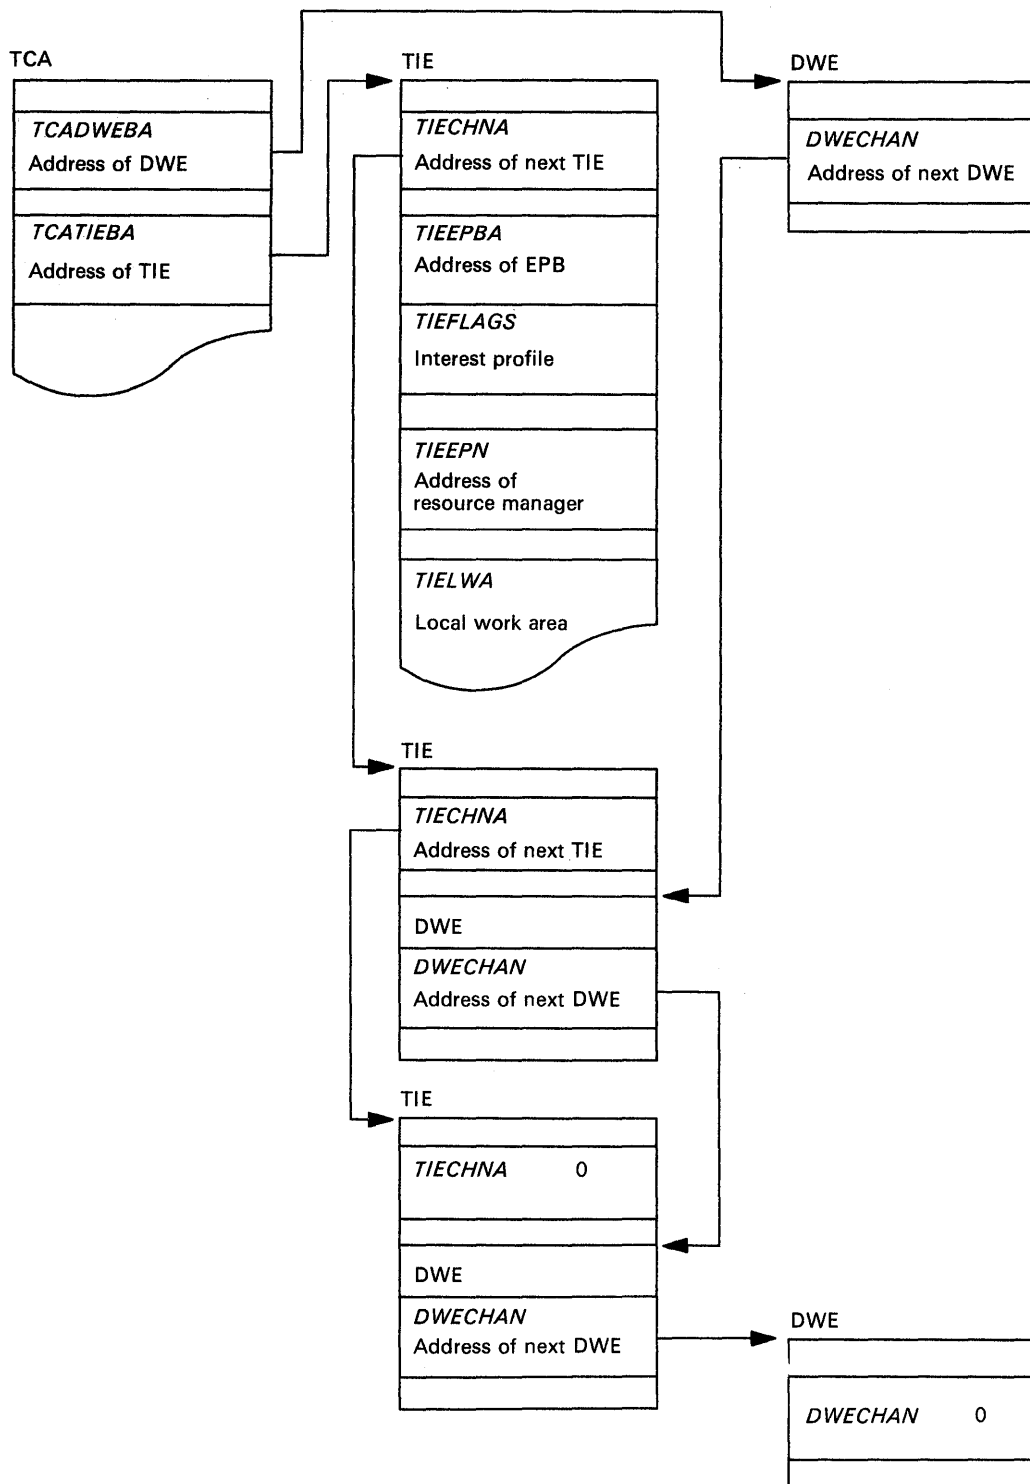 TCA
TCADWEBA
Address of DWE
TCATIEBA
Address of TIE
TIE
TIECHNA
Address of next TIE
TIEEPBA
Address of EPB
TIEFLAGS
Interest profile
TIEEPN
Address of
resource manager
TIELWA
Local work area
DWE
DWECHAN
Address of next DWE
TIE
TIECHNA
Address of next TIE
DWE
DWECHAN
Address of next DWE
TIE
TIECHNA 0
DWE
DWECHAN
Address of next DWE
DWE
DWECHAN 0